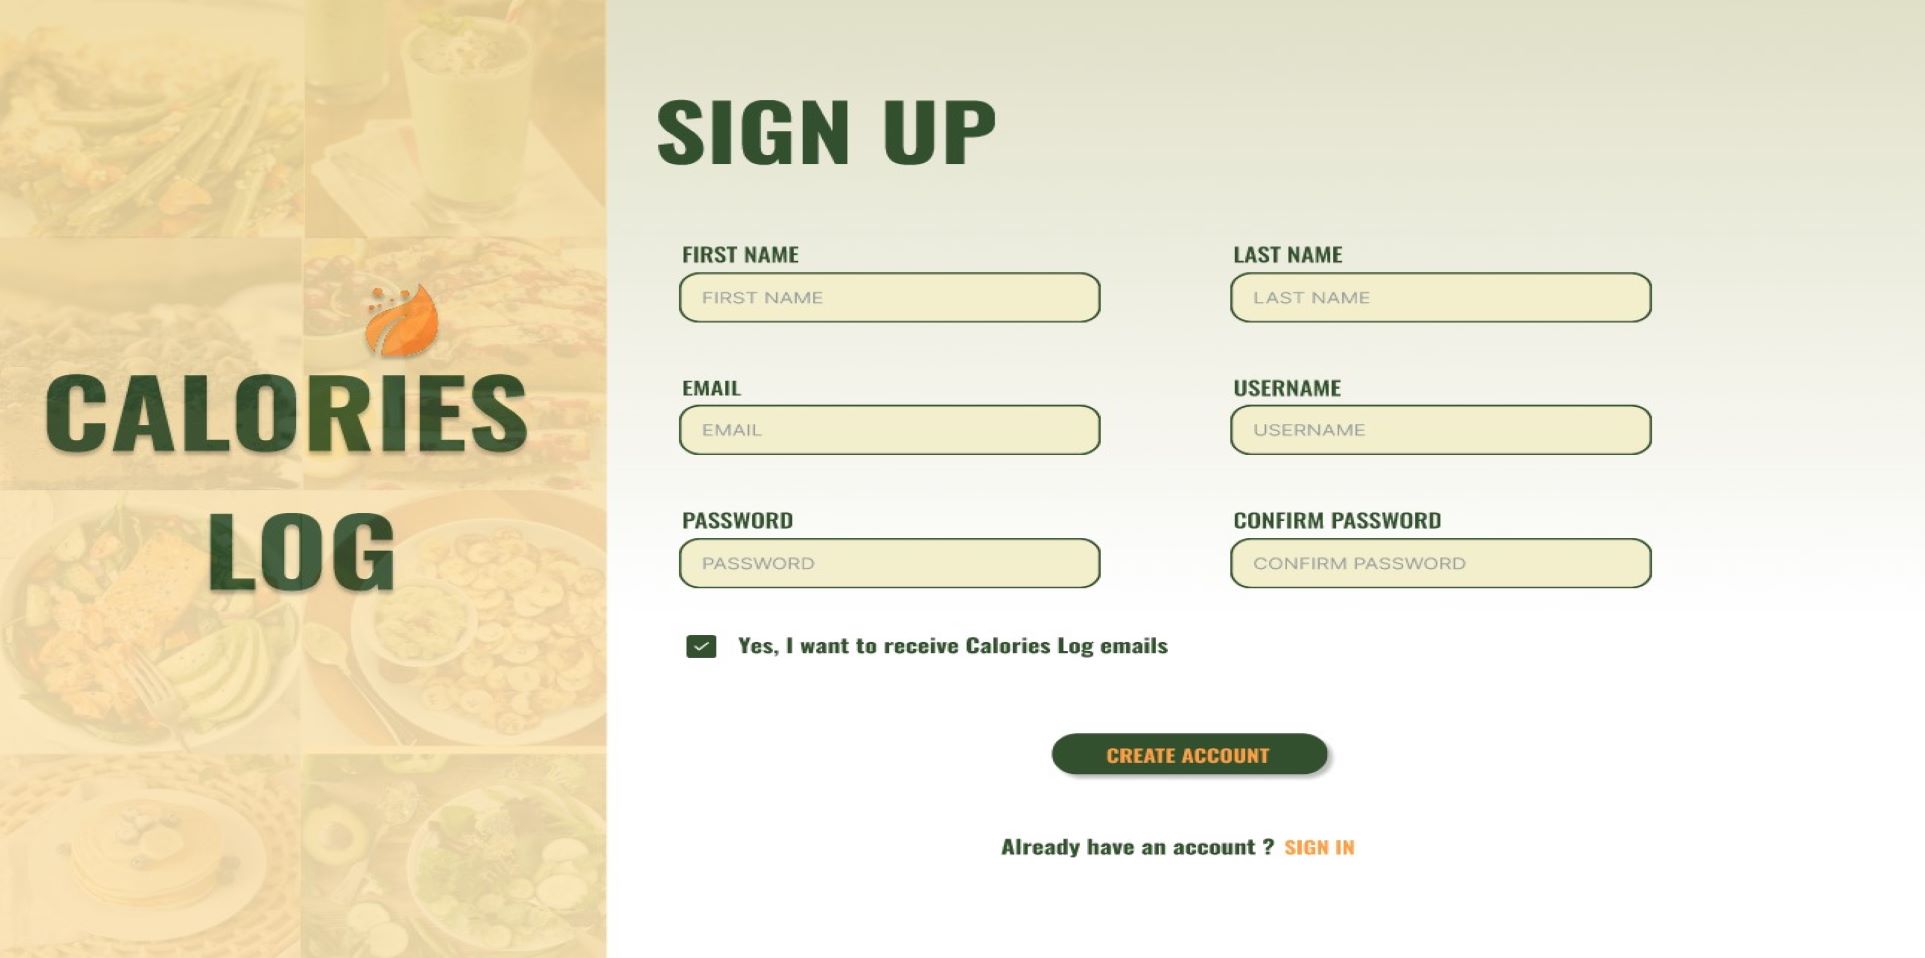 CALORIES
LOG
SIGN UP
FIRST NAME
FIRST NAME
LAST NAME
LAST NAME
EMAIL
EMAIL
USERNAME
USERNAME
PASSWORD
PASSWORD
CONFIRM PASSWORD
CONFIRM PASSWORD
Yes, I want to receive Calories Log emails
CREATE ACCOUNT
Already have an account ? SIGN IN